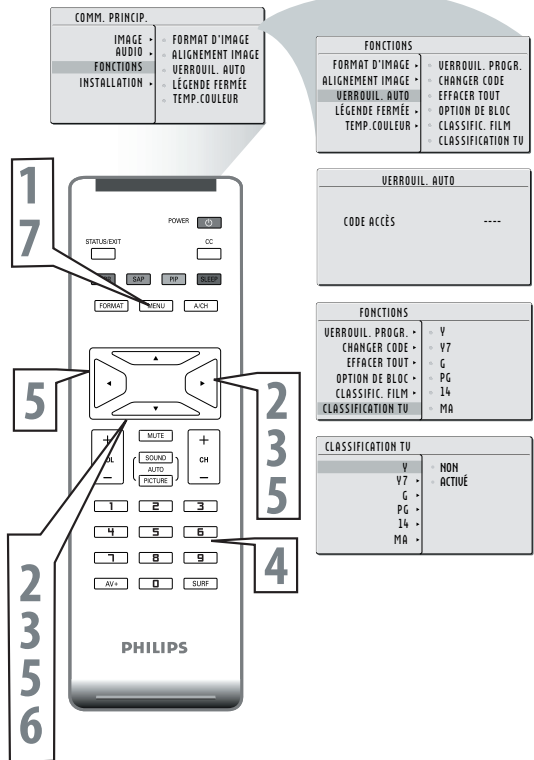 COMM. PRINCIP.
IMAGE
AUDIO
FONCTIONS
INSTALLATION
FORMAT D'IMAGE
ALIGNEMENT IMAGE
VERROUIL. AUTO
LÉGENDE FERMÉE
TEMP.COULEUR
FONCTIONS
FORMAT D'IMAGE
ALIGNEMENT IMAGE
VERROUIL. AUTO
LÉGENDE FERMÉE
TEMP.COULEUR
VERROUIL. PROGR.
CHANGER CODE
EFFACER TOUT
OPTION DE BLOC
CLASSIFIC. FILM
CLASSIFICATION TV
VERROUIL. AUTO
CODE ACCÈS ----
FONCTIONS
VERROUIL. PROGR.
CHANGER CODE
EFFACER TOUT
OPTION DE BLOC
CLASSIFIC. FILM
CLASSIFICATION TV
Y
Y7
G
PG
14
MA
CLASSIFICATION TV
Y
Y7
G
PG
14
MA
NON
ACTIVÉ
1
7
POWER
STATUS/EXIT
CC
SAP PIP SLEEP
FORMAT MENU A/CH
5
2
3
5
+ MUTE +
SOUND
CH
AUTO
– PICTURE –
1 2 3
4 5 6
7 8 9
AV+ 0 SURF
4
2
3
5
6
PHILIPS